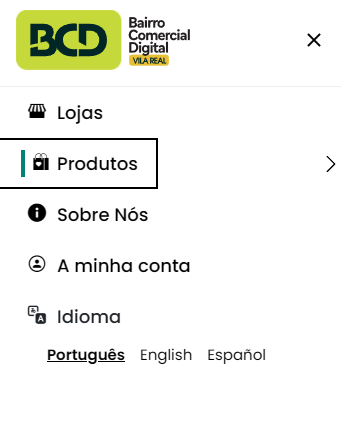 BCD
Bairro
Comercial
Digital
VILA REAL
Lojas
Produtos
Sobre Nós
A minha conta
Idioma
Português English Español